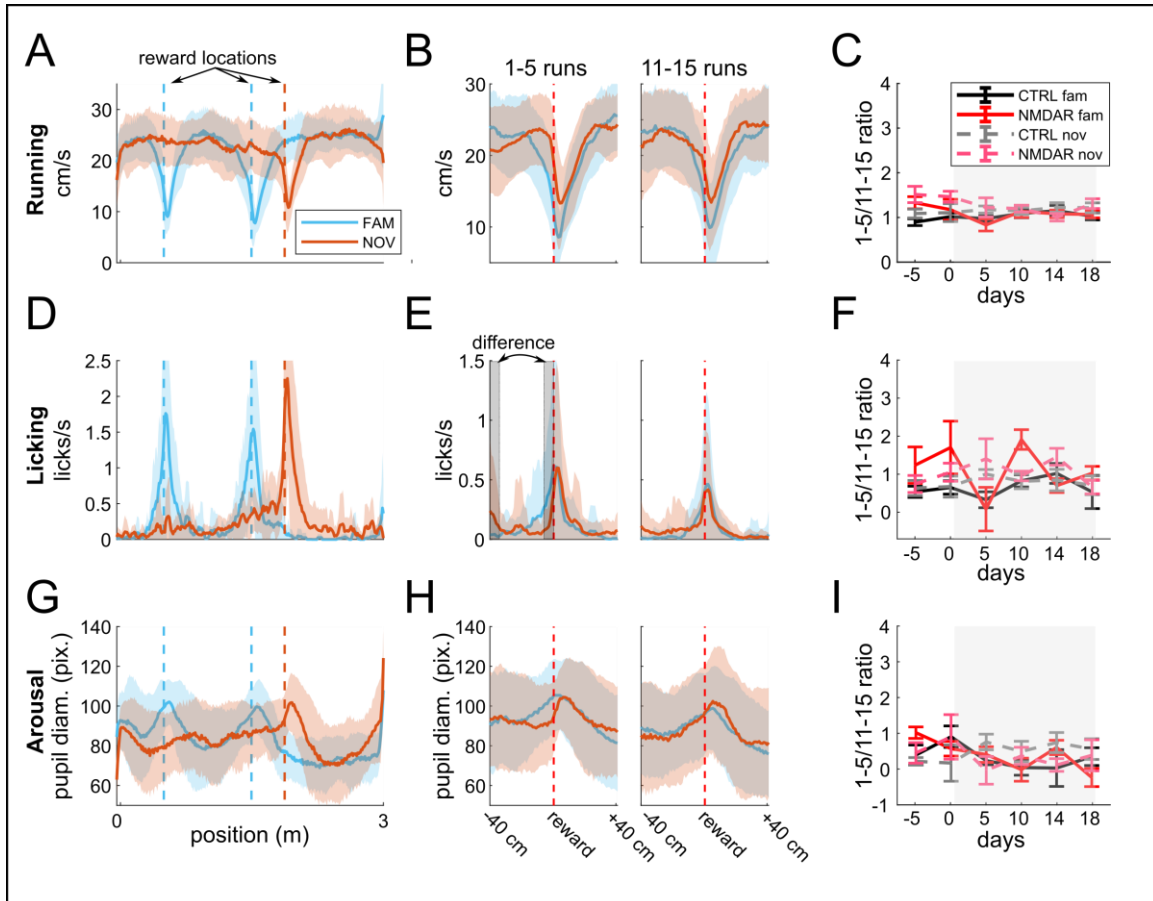 A
reward locations
Running
cm/s
30
20
10
0
FAM
NOV
B
1-5 runs
11-15 runs
cm/s
30
20
10
0
C
1-5/11-15 ratio
4
3
2
1
0
CTRL fam
NMDAR fam
CTRL nov
NMDAR nov
-5 0 5 10 14 18
days
D
Licking
licks/s
2.5
2
1.5
1
0.5
0
E
difference
licks/s
1.5
1
0.5
0
F
1-5/11-15 ratio
4
3
2
1
0
-5 0 5 10 14 18
days
G
Arousal
pupil diam. (pix.)
140
120
100
80
60
0 3
position (m)
H
pupil diam. (pix.)
140
120
100
80
60
-40 cm reward +40 cm
-40 cm reward +40 cm
I
1-5/11-15 ratio
4
3
2
1
0
-1
-5 0 5 10 14 18
days